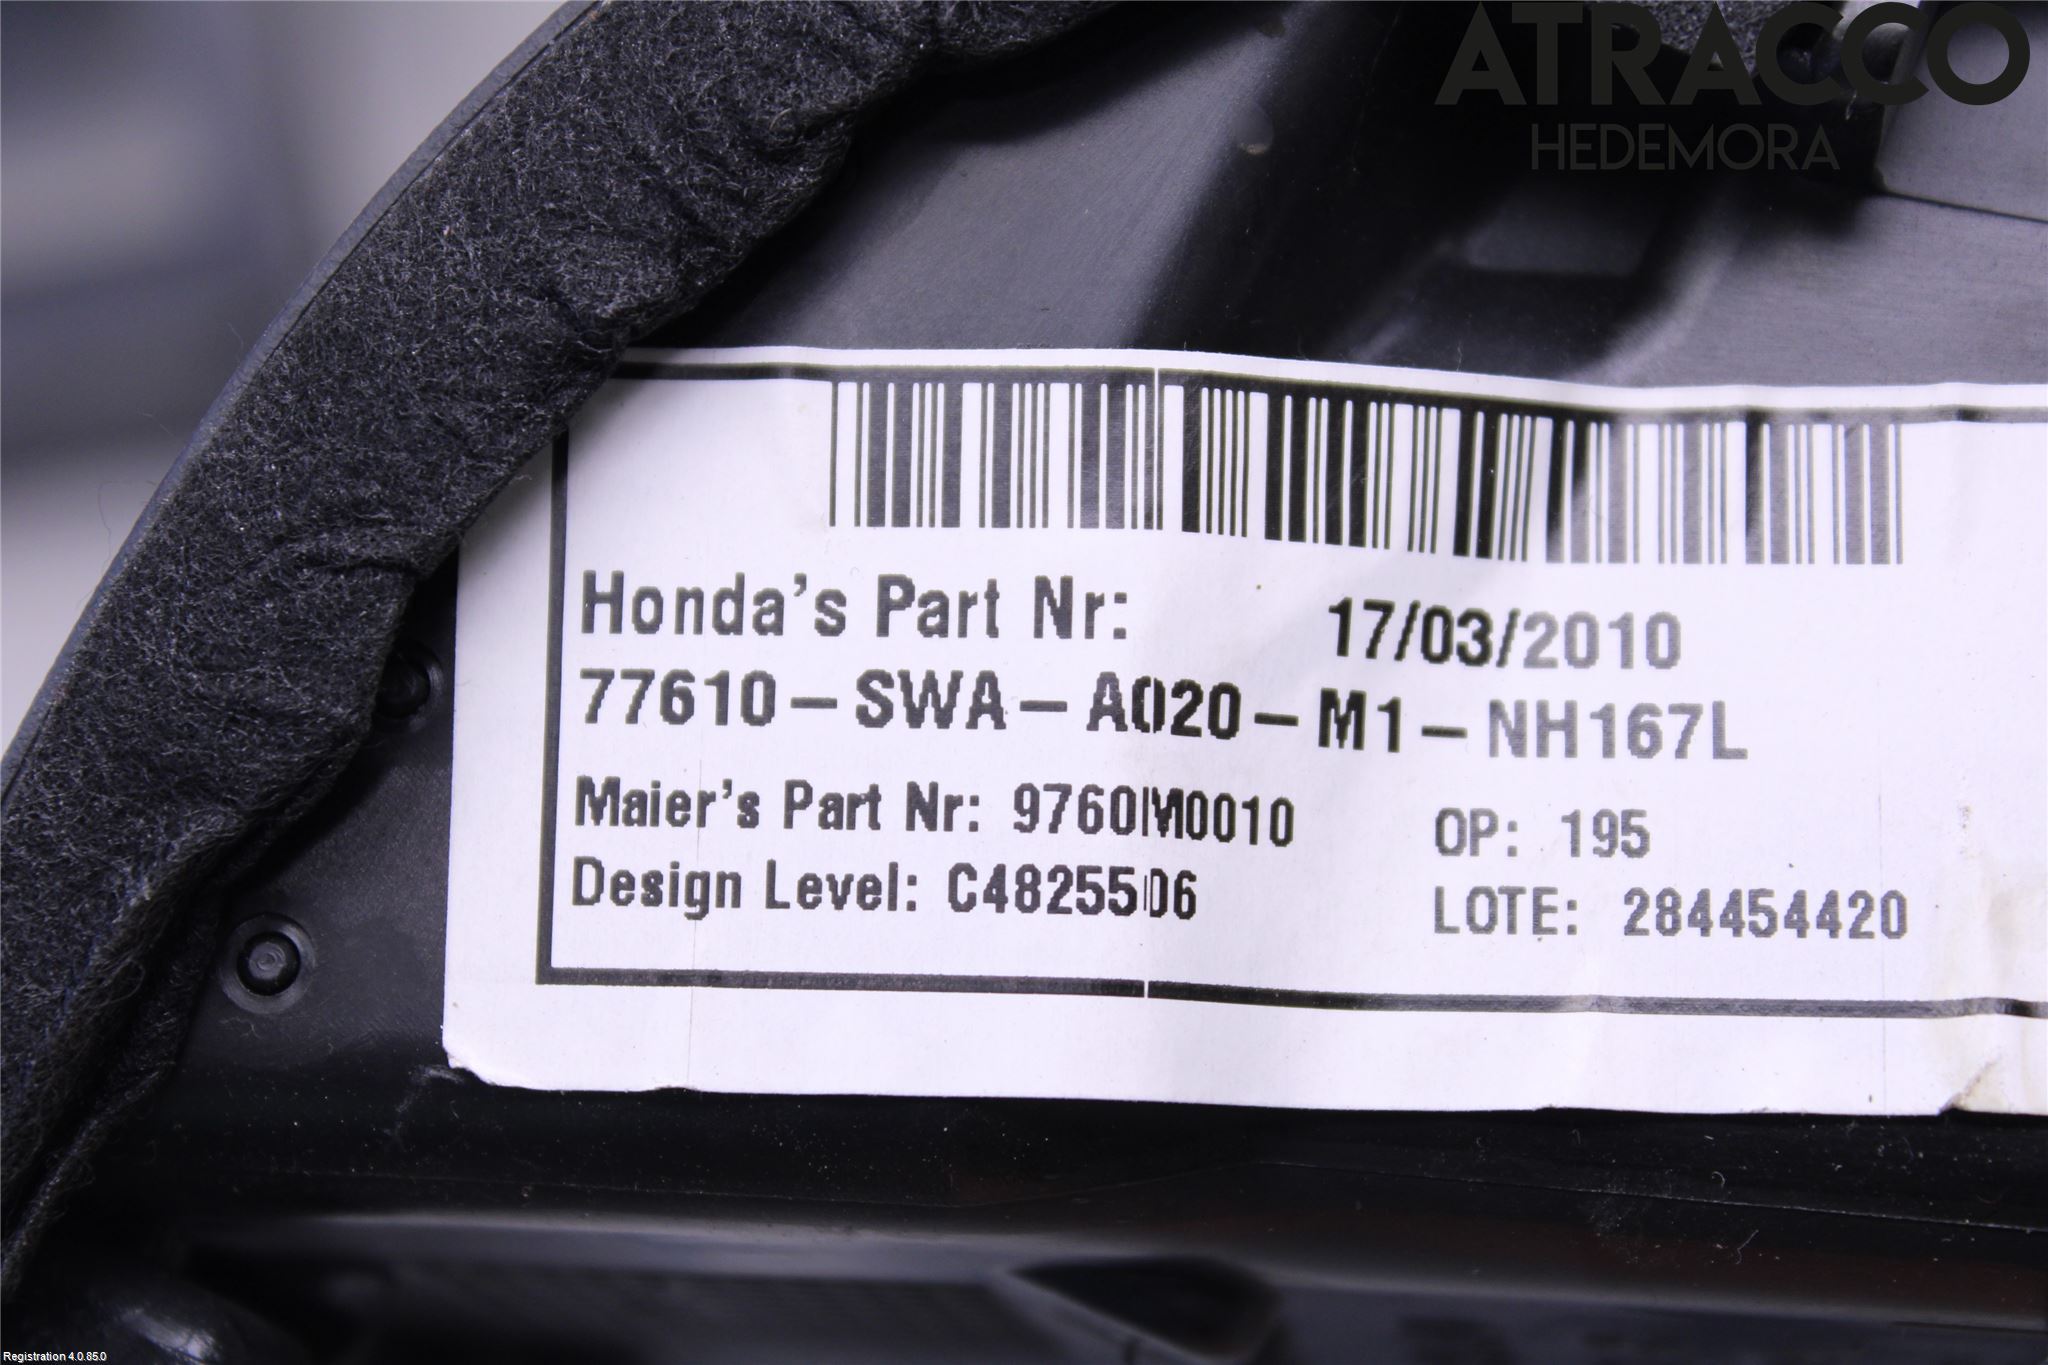 ATRACCO
HEDEMORA
Honda's Part Nr: 17/03/2010
77610-SWA-A020-M1-NH167L
Maier's Part Nr: 9760IM0010 OP: 195
Design Level: C4825506 LOTE: 284454420
Registration 4.0.85.0